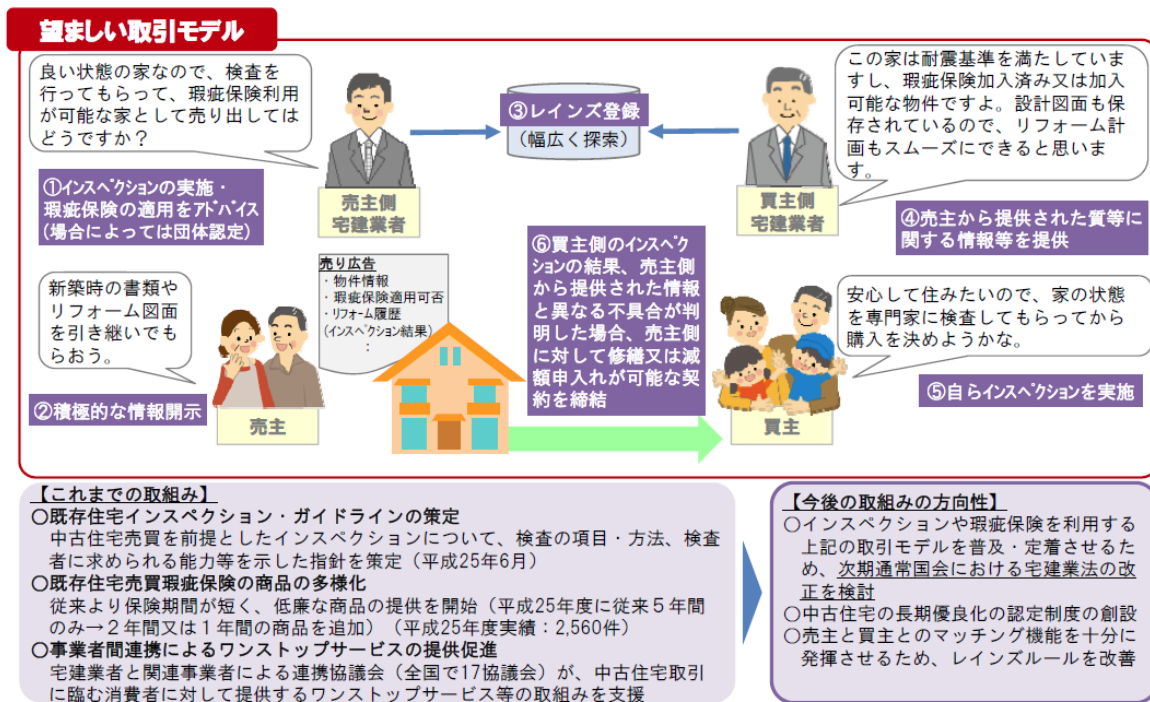 望ましい取引モデル
良い状態の家なので、検査を
行ってもらって、瑕疵保険利用
が可能な家として売り出しては
どうですか？
①インスペクションの実施・
瑕疵保険の適用をアドバイス
(場合によっては団体認定)
売主側
宅建業者
③レインズ登録
（幅広く探索）
買主側
宅建業者
この家は耐震基準を満たしていま
すし、瑕疵保険加入済み又は加入
可能な物件ですよ。設計図面も保
存されているので、リフォーム計
画もスムーズにできると思いま
す。
④売主から提供された質等に
関する情報等を提供
新築時の書類や
リフォーム図面
を引き継いでも
らおう。
②積極的な情報開示
売主
売り広告
・物件情報
・瑕疵保険適用可否
・リフォーム履歴
(インスペクション結果)
：
⑥買主側のインスペク
ションの結果、売主側
から提供された情報
と異なる不具合が判
明した場合、売主側
に対して修繕又は減
額申入れが可能な契
約を締結
買主
安心して住みたいので、家の状態
を専門家に検査してもらってから
購入を決めようかな。
⑤自らインスペクションを実施
【これまでの取組み】
○既存住宅インスペクション・ガイドラインの策定
中古住宅売買を前提としたインスペクションについて、検査の項目・方法、検査
者に求められる能力等を示した指針を策定（平成25年6月）
○既存住宅売買瑕疵保険の商品の多様化
従来より保険期間が短く、低廉な商品の提供を開始（平成25年度に従来５年間
のみ→２年間又は１年間の商品を追加）（平成25年度実績：2,560件）
○事業者間連携によるワンストップサービスの提供促進
宅建業者と関連事業者による連携協議会（全国で17協議会）が、中古住宅取引
に臨む消費者に対して提供するワンストップサービス等の取組みを支援
【今後の取組みの方向性】
○インスペクションや瑕疵保険を利用する
上記の取引モデルを普及・定着させるた
め、次期通常国会における宅建業法の改
正を検討
○中古住宅の長期優良化の認定制度の創設
○売主と買主とのマッチング機能を十分に
発揮させるため、レインズルールを改善